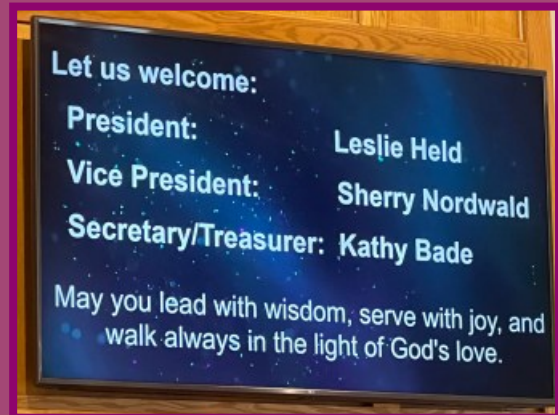 Let us welcome:
President: Leslie Held
Vice President: Sherry Nordwald
Secretary/Treasurer: Kathy Bade
May you lead with wisdom, serve with joy, and
walk always in the light of God's love.